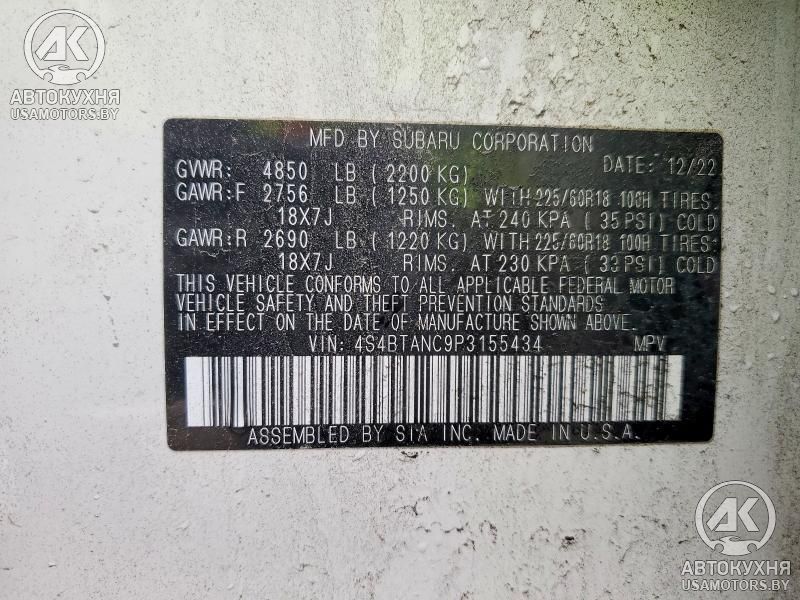 AK
АВТОКУХНЯ
USAMOTORS.BY
MFD BY SUBARU CORPORATION
GVWR: 4850 LB (2200 KG) DATE: 12/22
GAWR:F 2756 LB (1250 KG) WITH 225/60R18 100H TIRES,
18X7J RIMS, AT 240 KPA ( 35 PSI) COLD
GAWR:R 2690 LB (1220 KG) WITH 225/60R18 100H TIRES,
18X7J RIMS, AT 230 KPA ( 33 PSI) COLD
THIS VEHICLE CONFORMS TO ALL APPLICABLE FEDERAL MOTOR
VEHICLE SAFETY AND THEFT PREVENTION STANDARDS
IN EFFECT ON THE DATE OF MANUFACTURE SHOWN ABOVE.
VIN: 4S4BTANC9P3155434 MPV
ASSEMBLED BY SIA INC. MADE IN U.S.A.
AK
АВТОКУХНЯ
USAMOTORS.BY